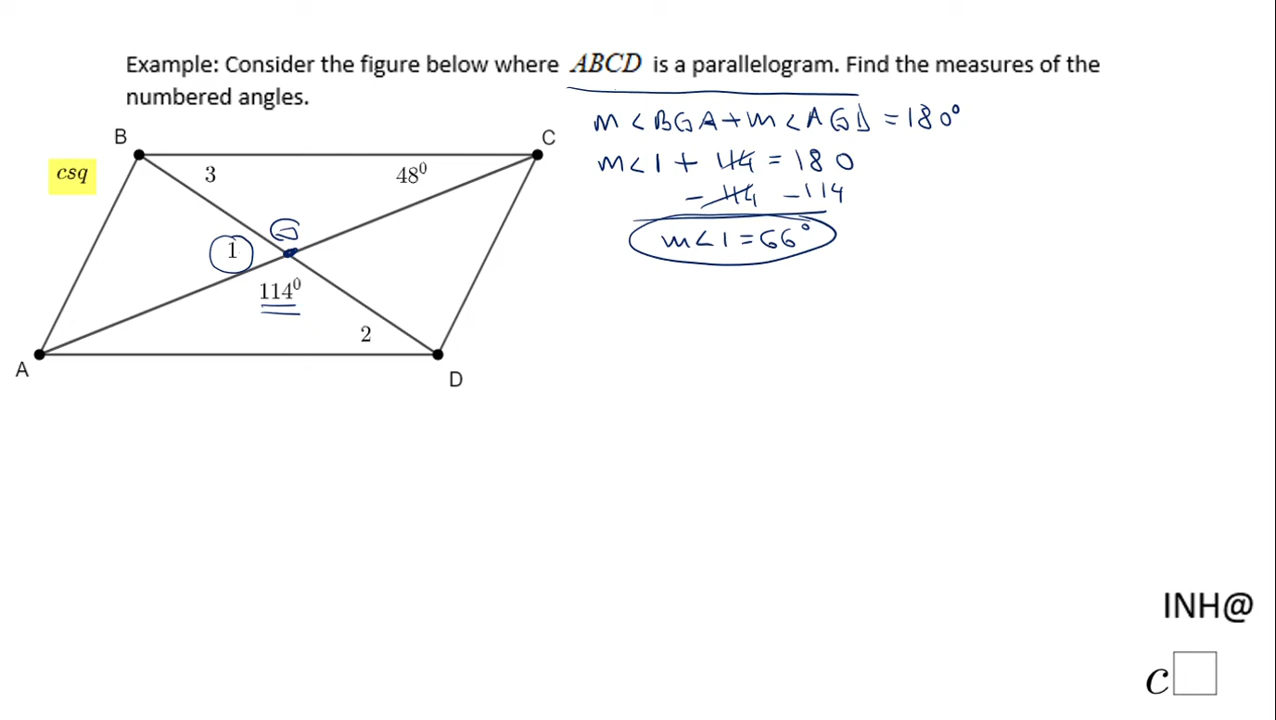 Example: Consider the figure below where ABCD is a parallelogram. Find the measures of the
numbered angles.
m<BGA+m<AGD=180°
m<1 + 114 = 180
-114 -114
m<1=66°
B
C
csq
3
48⁰
G
1
114⁰
2
A
D
INH@
c